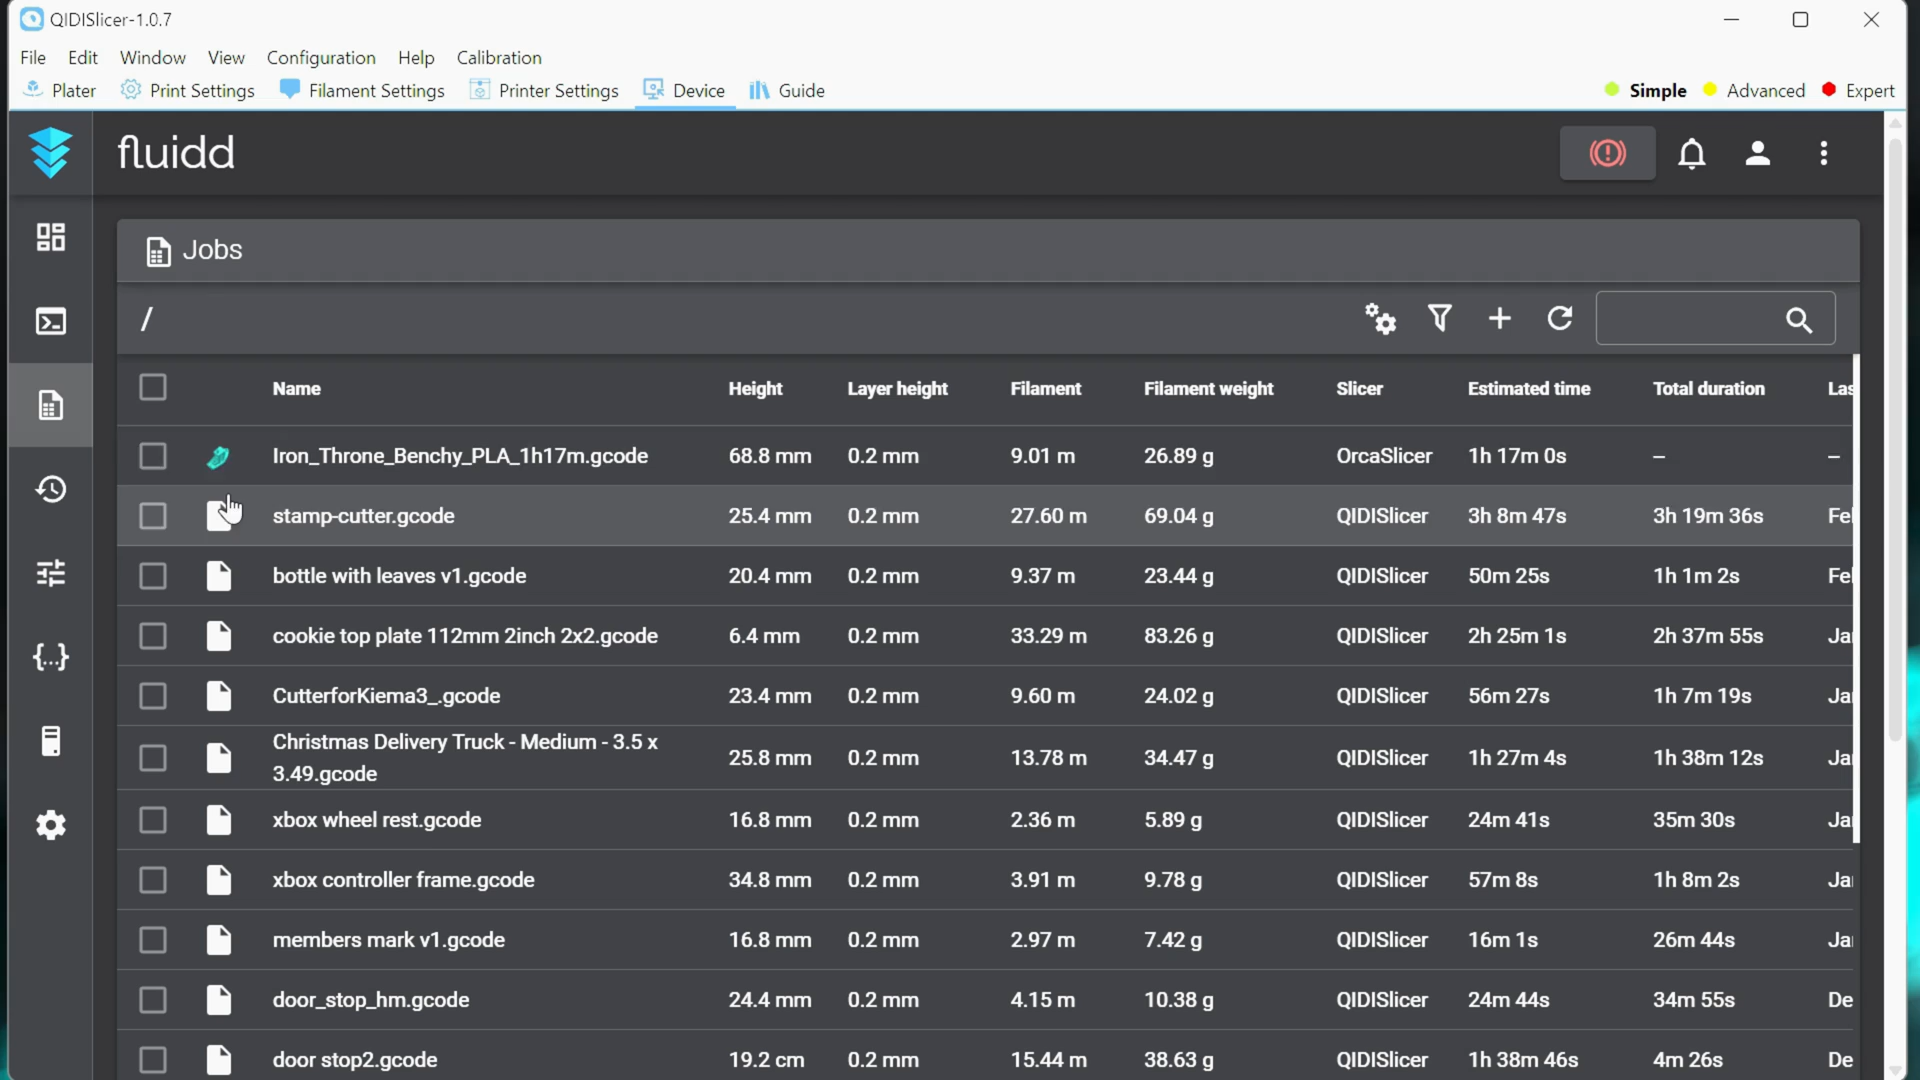 QIDISlicer-1.0.7
File Edit Window View Configuration Help Calibration
Plater Print Settings Filament Settings Printer Settings Device Guide Simple Advanced Expert
fluidd
Jobs
/
Name Height Layer height Filament Filament weight Slicer Estimated time Total duration Las
Iron_Throne_Benchy_PLA_1h17m.gcode 68.8 mm 0.2 mm 9.01 m 26.89 g OrcaSlicer 1h 17m 0s – –
stamp-cutter.gcode 25.4 mm 0.2 mm 27.60 m 69.04 g QIDISlicer 3h 8m 47s 3h 19m 36s Fel
bottle with leaves v1.gcode 20.4 mm 0.2 mm 9.37 m 23.44 g QIDISlicer 50m 25s 1h 1m 2s Fel
cookie top plate 112mm 2inch 2x2.gcode 6.4 mm 0.2 mm 33.29 m 83.26 g QIDISlicer 2h 25m 1s 2h 37m 55s Ja
CutterforKiema3_.gcode 23.4 mm 0.2 mm 9.60 m 24.02 g QIDISlicer 56m 27s 1h 7m 19s Ja
Christmas Delivery Truck - Medium - 3.5 x
3.49.gcode 25.8 mm 0.2 mm 13.78 m 34.47 g QIDISlicer 1h 27m 4s 1h 38m 12s Ja
xbox wheel rest.gcode 16.8 mm 0.2 mm 2.36 m 5.89 g QIDISlicer 24m 41s 35m 30s Ja
xbox controller frame.gcode 34.8 mm 0.2 mm 3.91 m 9.78 g QIDISlicer 57m 8s 1h 8m 2s Ja
members mark v1.gcode 16.8 mm 0.2 mm 2.97 m 7.42 g QIDISlicer 16m 1s 26m 44s Ja
door_stop_hm.gcode 24.4 mm 0.2 mm 4.15 m 10.38 g QIDISlicer 24m 44s 34m 55s De
door stop2.gcode 19.2 cm 0.2 mm 15.44 m 38.63 g QIDISlicer 1h 38m 46s 4m 26s De